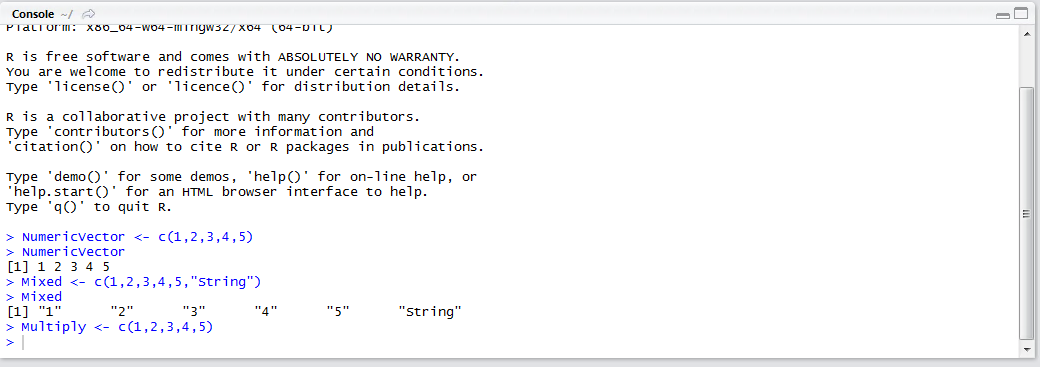 Console ~/
Platform: x86_64-w64-mingw32/x64 (64-bit)
R is free software and comes with ABSOLUTELY NO WARRANTY.
You are welcome to redistribute it under certain conditions.
Type 'license()' or 'licence()' for distribution details.
R is a collaborative project with many contributors.
Type 'contributors()' for more information and
'citation()' on how to cite R or R packages in publications.
Type 'demo()' for some demos, 'help()' for on-line help, or
'help.start()' for an HTML browser interface to help.
Type 'q()' to quit R.
> NumericVector <- c(1,2,3,4,5)
> NumericVector
[1] 1 2 3 4 5
> Mixed <- c(1,2,3,4,5,"String")
> Mixed
[1] "1"      "2"      "3"      "4"      "5"      "String"
> Multiply <- c(1,2,3,4,5)
>